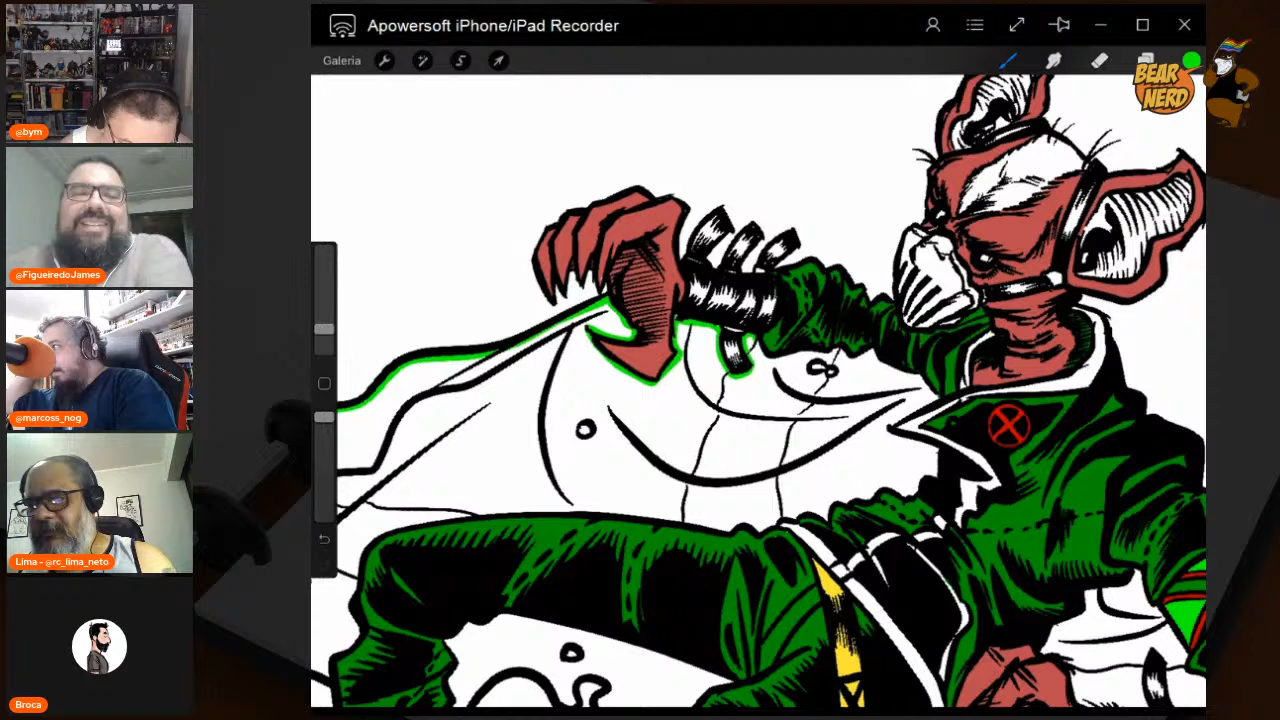 Apowersoft iPhone/iPad Recorder
Galeria
BEAR
NERD
@bym
@FigueiredoJames
@marcoss_nog
Lima - @rc_lima_neto
Broca